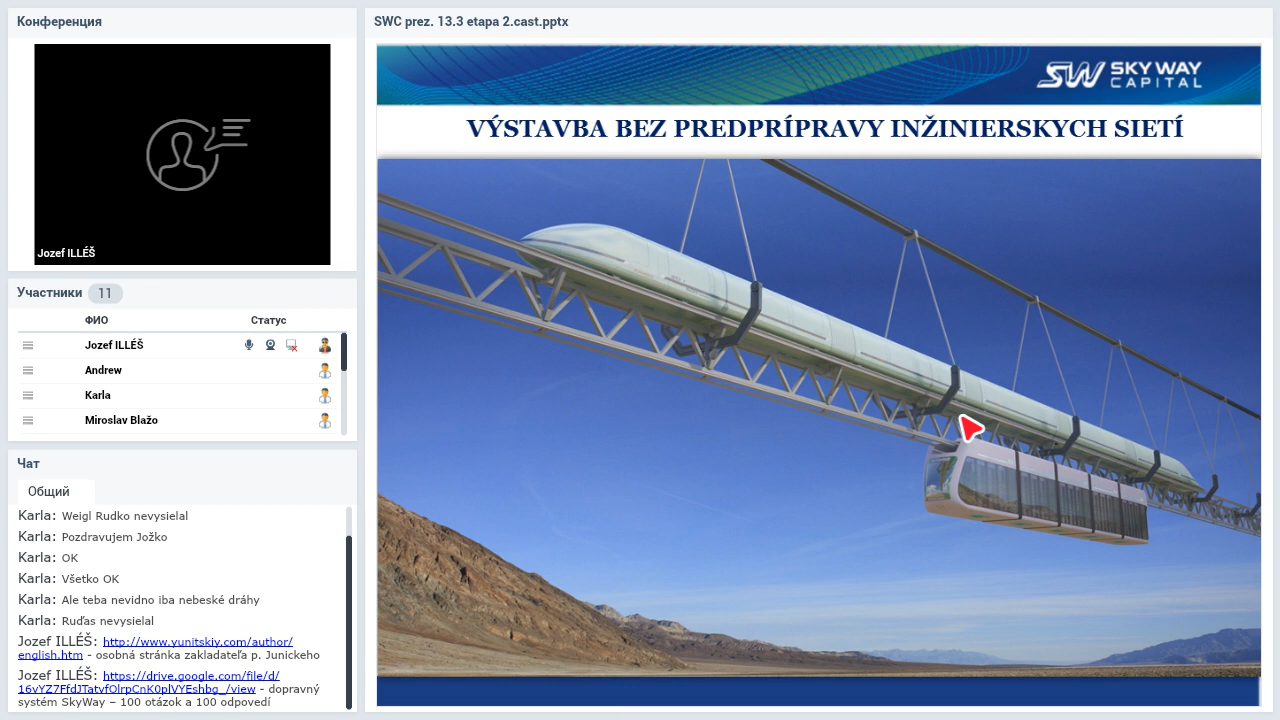 Конференция
Jozef ILLÉŠ
Участники 11
ФИО Статус
Jozef ILLÉŠ
Andrew
Karla
Miroslav Blažo
Чат
Общий
Karla: Weigl Rudko nevysielal
Karla: Pozdravujem Jožko
Karla: OK
Karla: Všetko OK
Karla: Ale teba nevidno iba nebeské dráhy
Karla: Ruďas nevysielal
Jozef ILLÉŠ: http://www.yunitskiy.com/author/
english.htm - osobná stránka zakladateľa p. Junickeho
Jozef ILLÉŠ: https://drive.google.com/file/d/
16vYZ7FfdJTatvfOlrpCnK0plVYEshbg_/view - dopravný
systém SkyWay – 100 otázok a 100 odpovedí
SWC prez. 13.3 etapa 2.cast.pptx
SW SKY WAY
CAPITAL
VÝSTAVBA BEZ PREDPRÍPRAVY INŽINIERSKYCH SIETÍ